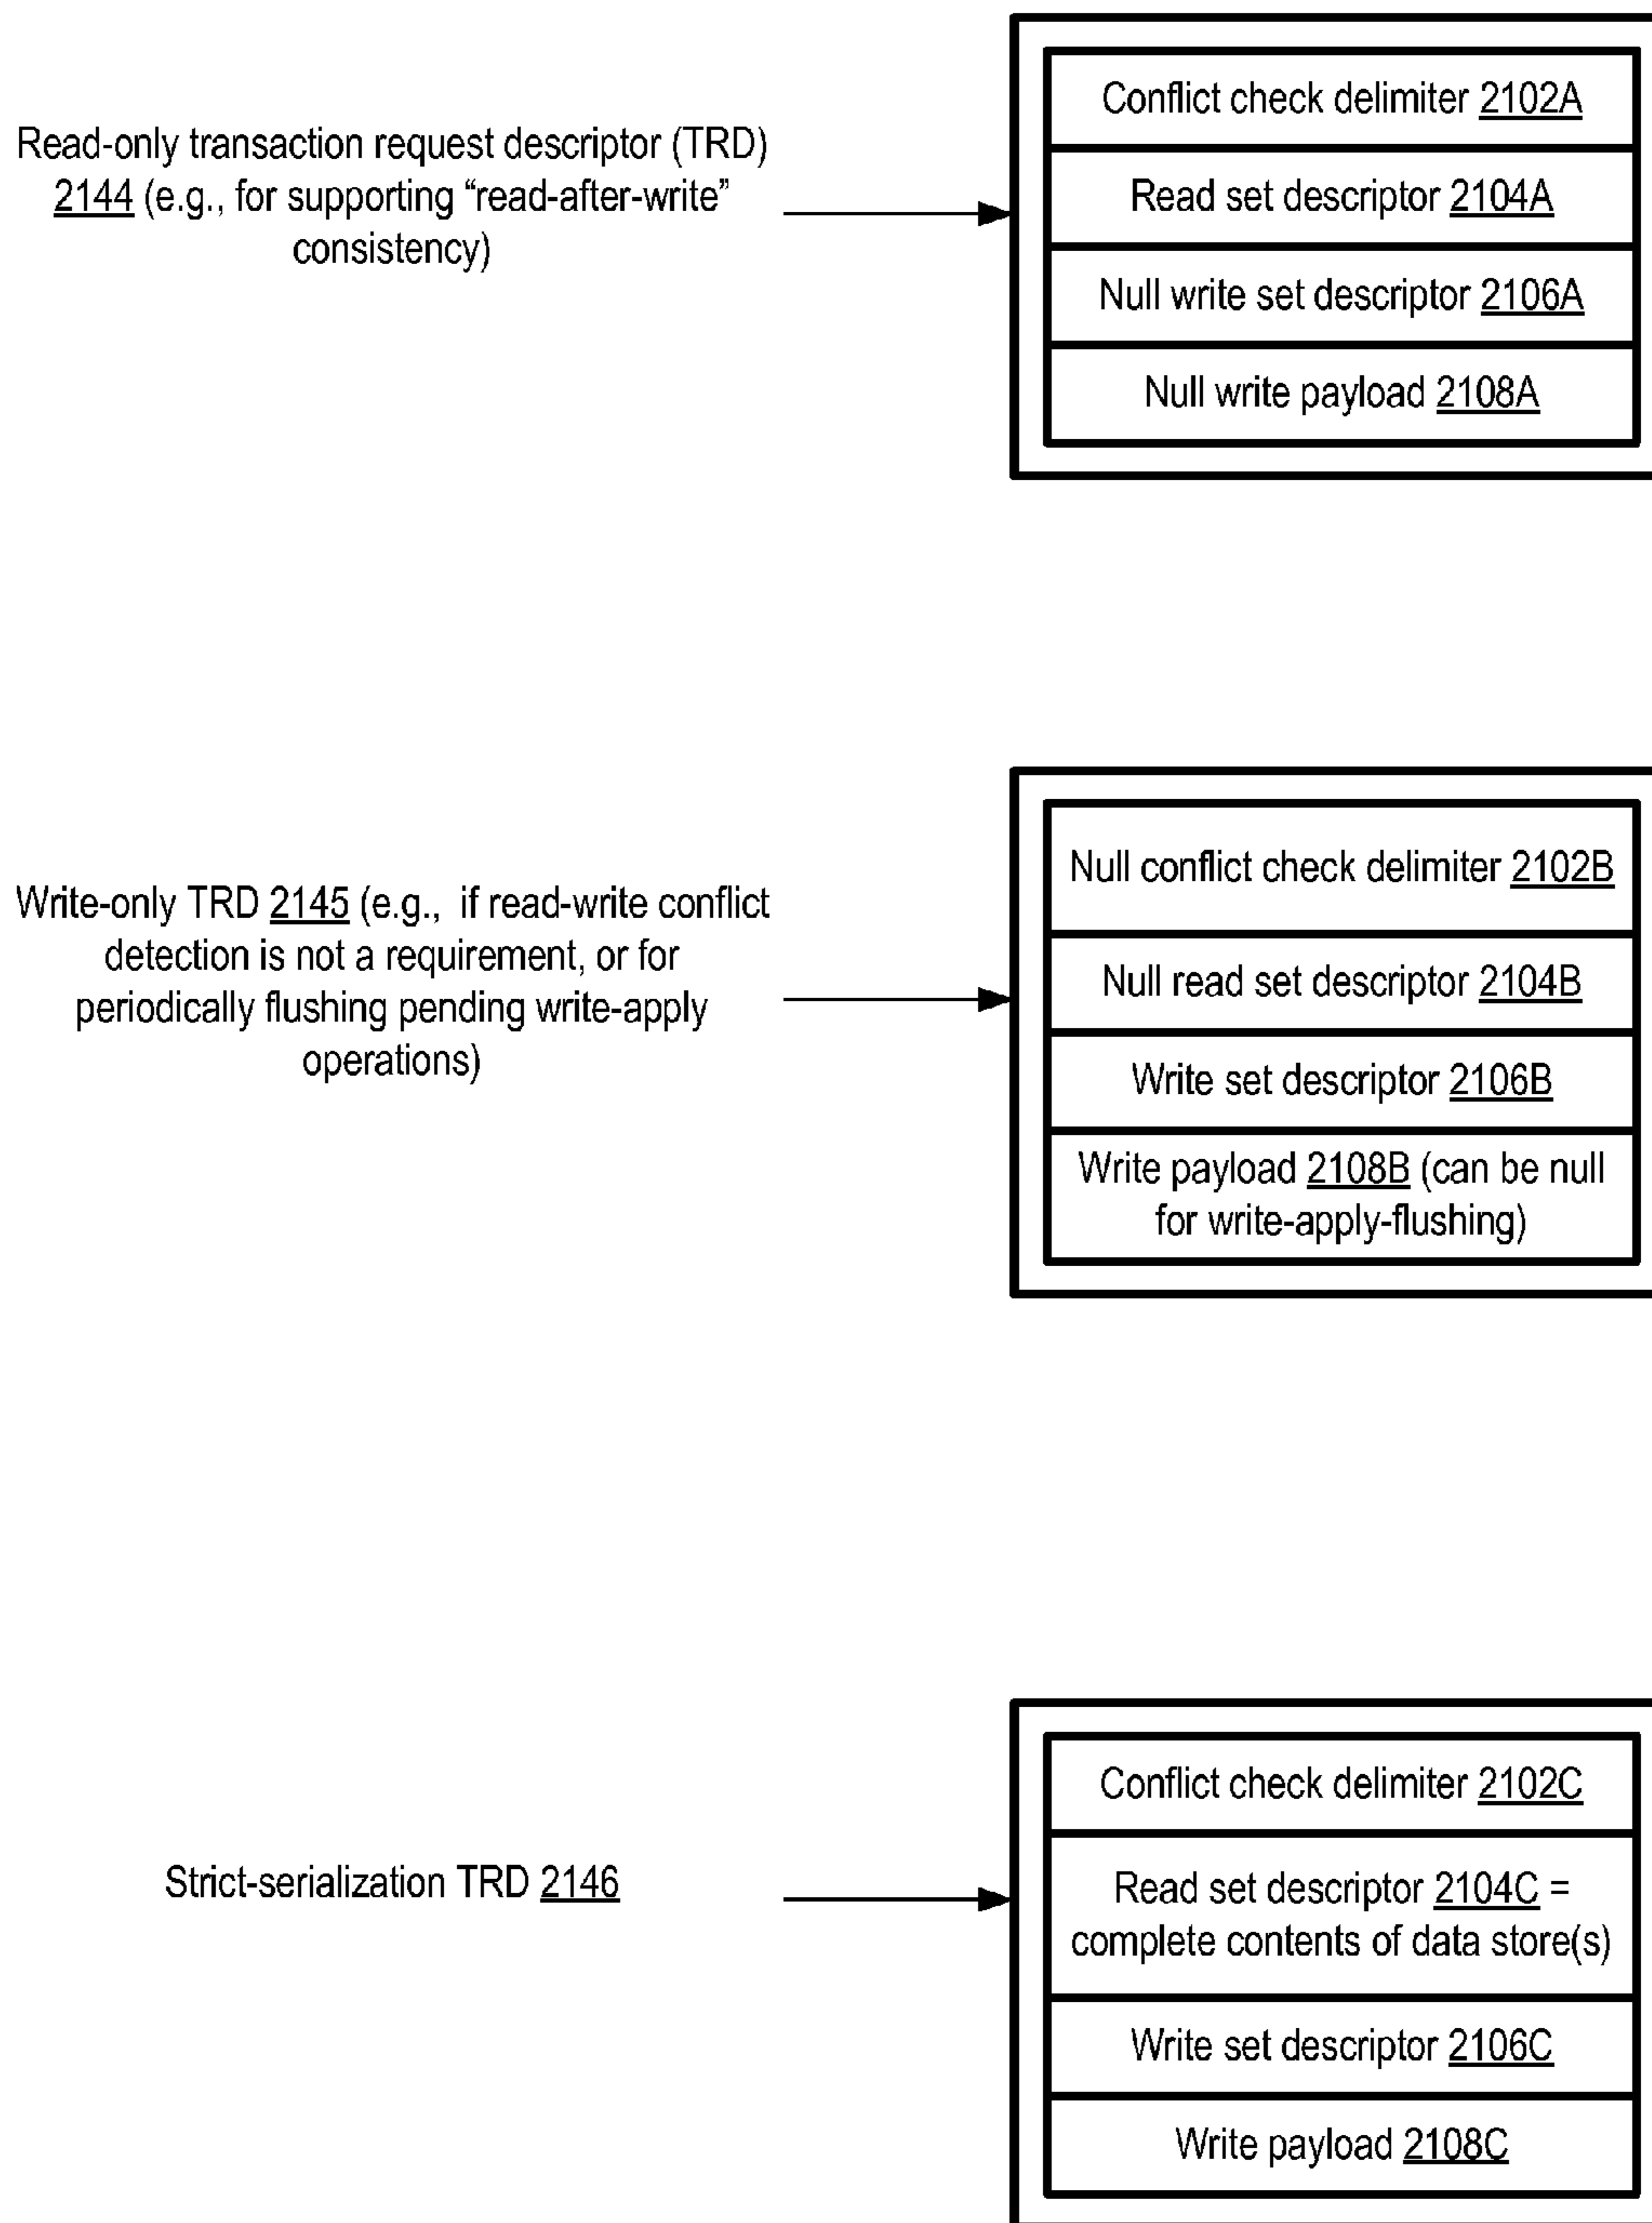 Read-only transaction request descriptor (TRD)
2144 (e.g., for supporting “read-after-write”
consistency)
Conflict check delimiter 2102A
Read set descriptor 2104A
Null write set descriptor 2106A
Null write payload 2108A
Write-only TRD 2145 (e.g., if read-write conflict
detection is not a requirement, or for
periodically flushing pending write-apply
operations)
Null conflict check delimiter 2102B
Null read set descriptor 2104B
Write set descriptor 2106B
Write payload 2108B (can be null
for write-apply-flushing)
Strict-serialization TRD 2146
Conflict check delimiter 2102C
Read set descriptor 2104C =
complete contents of data store(s)
Write set descriptor 2106C
Write payload 2108C